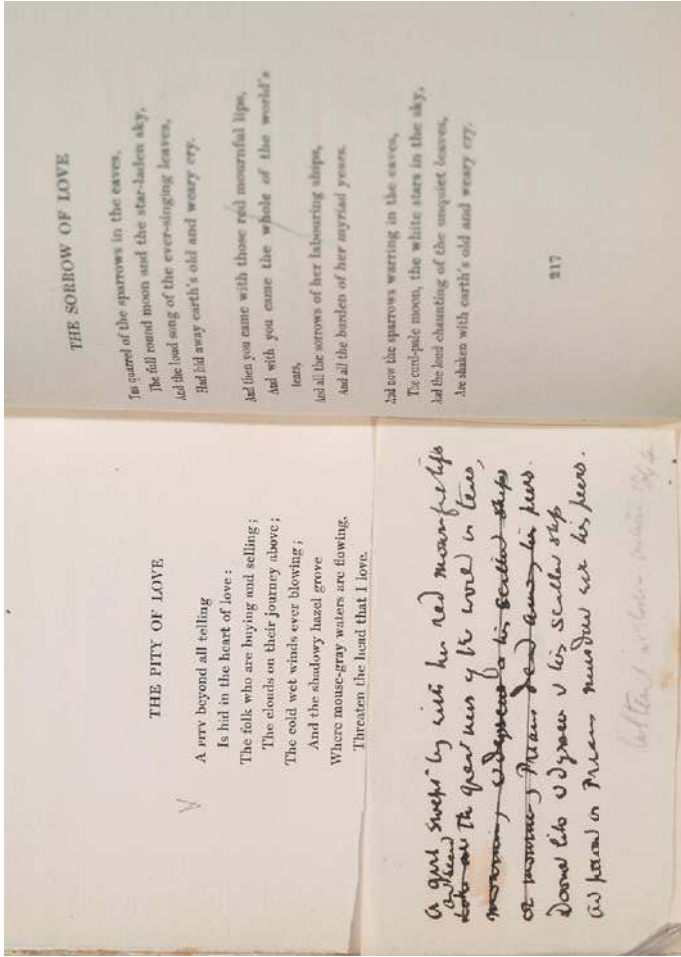 THE PITY OF LOVE
A PITY beyond all telling
Is hid in the heart of love:
The folk who are buying and selling;
The clouds on their journey above;
The cold wet winds ever blowing;
And the shadowy hazel grove
Where mouse-gray waters are flowing,
Threaten the head that I love.
A girl swept by with her red mournful lips
and seemed
the greatness of the world in tears,
Doomed like Odysseus & his
ships
And proud as Priam murdered with his peers.
THE SORROW OF LOVE
THE quarrel of the sparrows in the eaves,
The full round moon and the star-laden sky,
And the loud song of the ever-singing leaves,
Had hid away earth's old and weary cry.
And then you came with those red mournful lips,
And with you came the whole of the world's
tears,
And all the sorrows of her labouring ships,
And all the burden of her myriad years.
And now the sparrows warring in the eaves,
The curd-pale moon, the white stars in the sky,
And the loud chaunting of the unquiet leaves,
Are shaken with earth's old and weary cry.
217